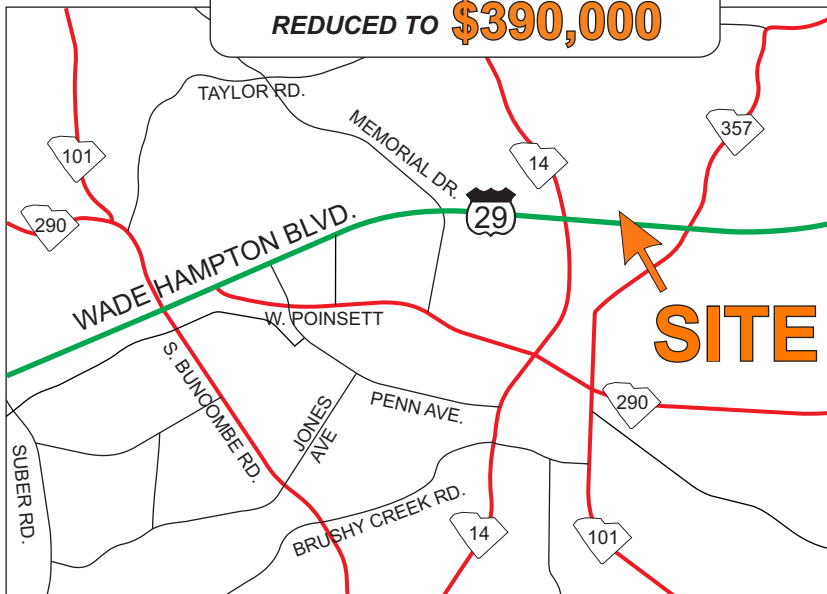 REDUCED TO $390,000
TAYLOR RD.
MEMORIAL DR.
357
101
14
290
29
WADE HAMPTON BLVD.
SITE
W. POINSETT
S. BUNCOMBE RD.
JONES
AVE
PENN AVE.
290
SUBER RD.
BRUSHY CREEK RD.
14
101